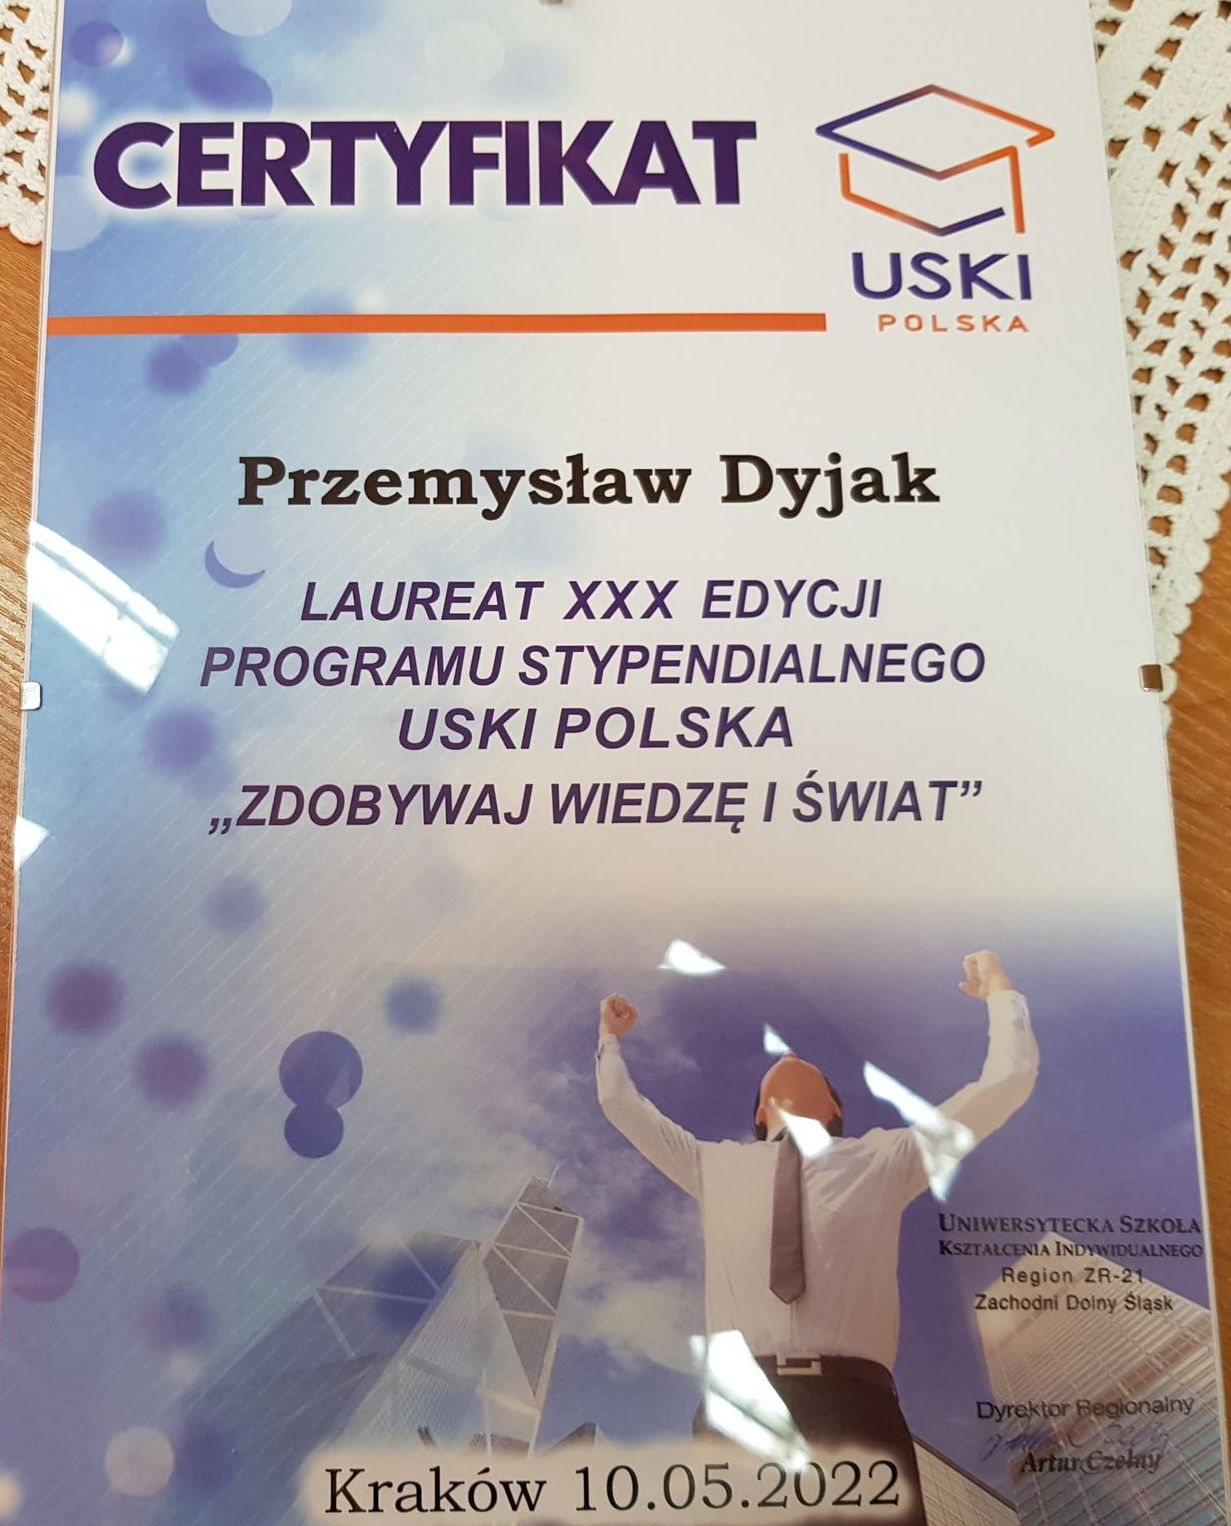 CERTYFIKAT
USKI
POLSKA
Przemysław Dyjak
LAUREAT XXX EDYCJI
PROGRAMU STYPENDIALNEGO
USKI POLSKA
„ZDOBYWAJ WIEDZĘ I ŚWIAT”
UNIWERSYTECKA SZKOŁA
KSZTAŁCENIA INDYWIDUALNEGO
Region ZR-21
Zachodni Dolny Śląsk
Dyrektor Regionalny
Artur Czelny
Kraków 10.05.2022